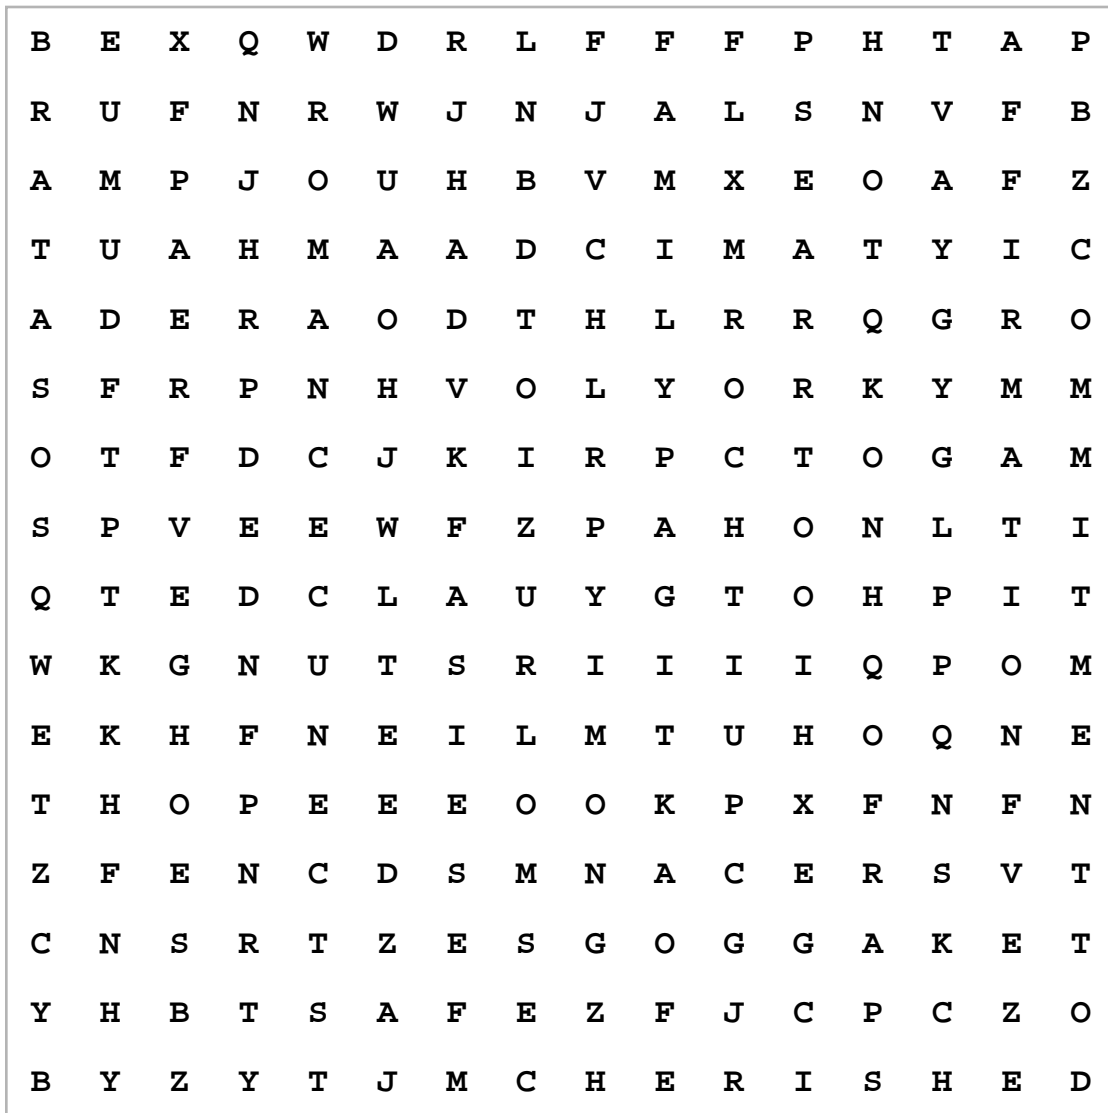 B E X Q W D R L F F F P H T A P
R U F N R W J N J A L S N V F B
A M P J O U H B V M X E O A F Z
T U A H M A A D C I M A T Y I C
A D E R A O D T H L R R Q G R O
S F R P N H V O L Y O R K Y M M
O T F D C J K I R P C T O G A M
S P V E E W F Z P A H O N L T I
Q T E D C L A U Y G T O H P I T
W K G N U T S R I I I I Q P O M
E K H F N E I L M T U H O Q N E
T H O P E E E O O K P X F N F N
Z F E N C D S M N A C E R S V T
C N S R T Z E S G O G G A K E T
Y H B T S A F E Z F J C P C Z O
B Y Z Y T J M C H E R I S H E D